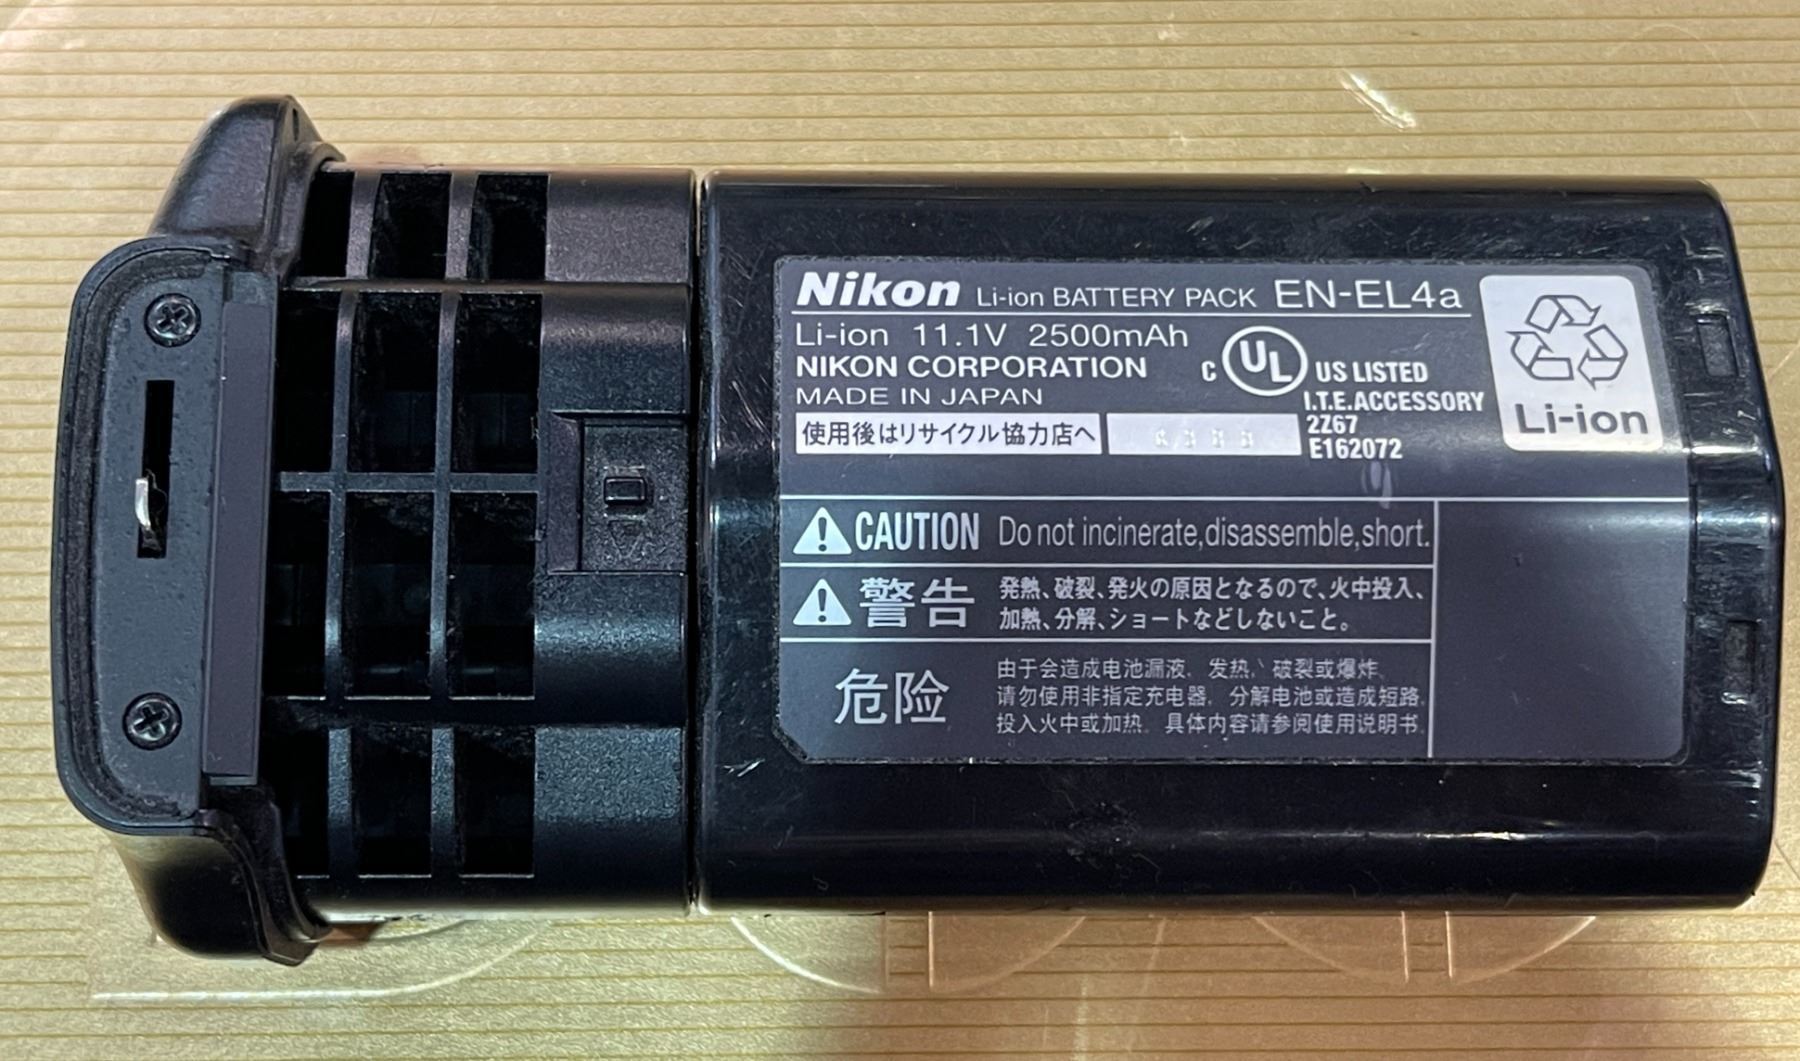 Nikon Li-ion BATTERY PACK EN-EL4a
Li-ion 11.1V 2500mAh
NIKON CORPORATION
MADE IN JAPAN
使用後はリサイクル協力店へ
C UL US LISTED
I.T.E.ACCESSORY
2Z67
E162072
Li-ion
CAUTION Do not incinerate,disassemble,short.
警告 発熱、破裂、発火の原因となるので、火中投入、
加熱、分解、ショートなどしないこと。
危险 由于会造成电池漏液、发热、破裂或爆炸,
请勿使用非指定充电器, 分解电池或造成短路,
投入火中或加热. 具体内容请参阅使用说明书.